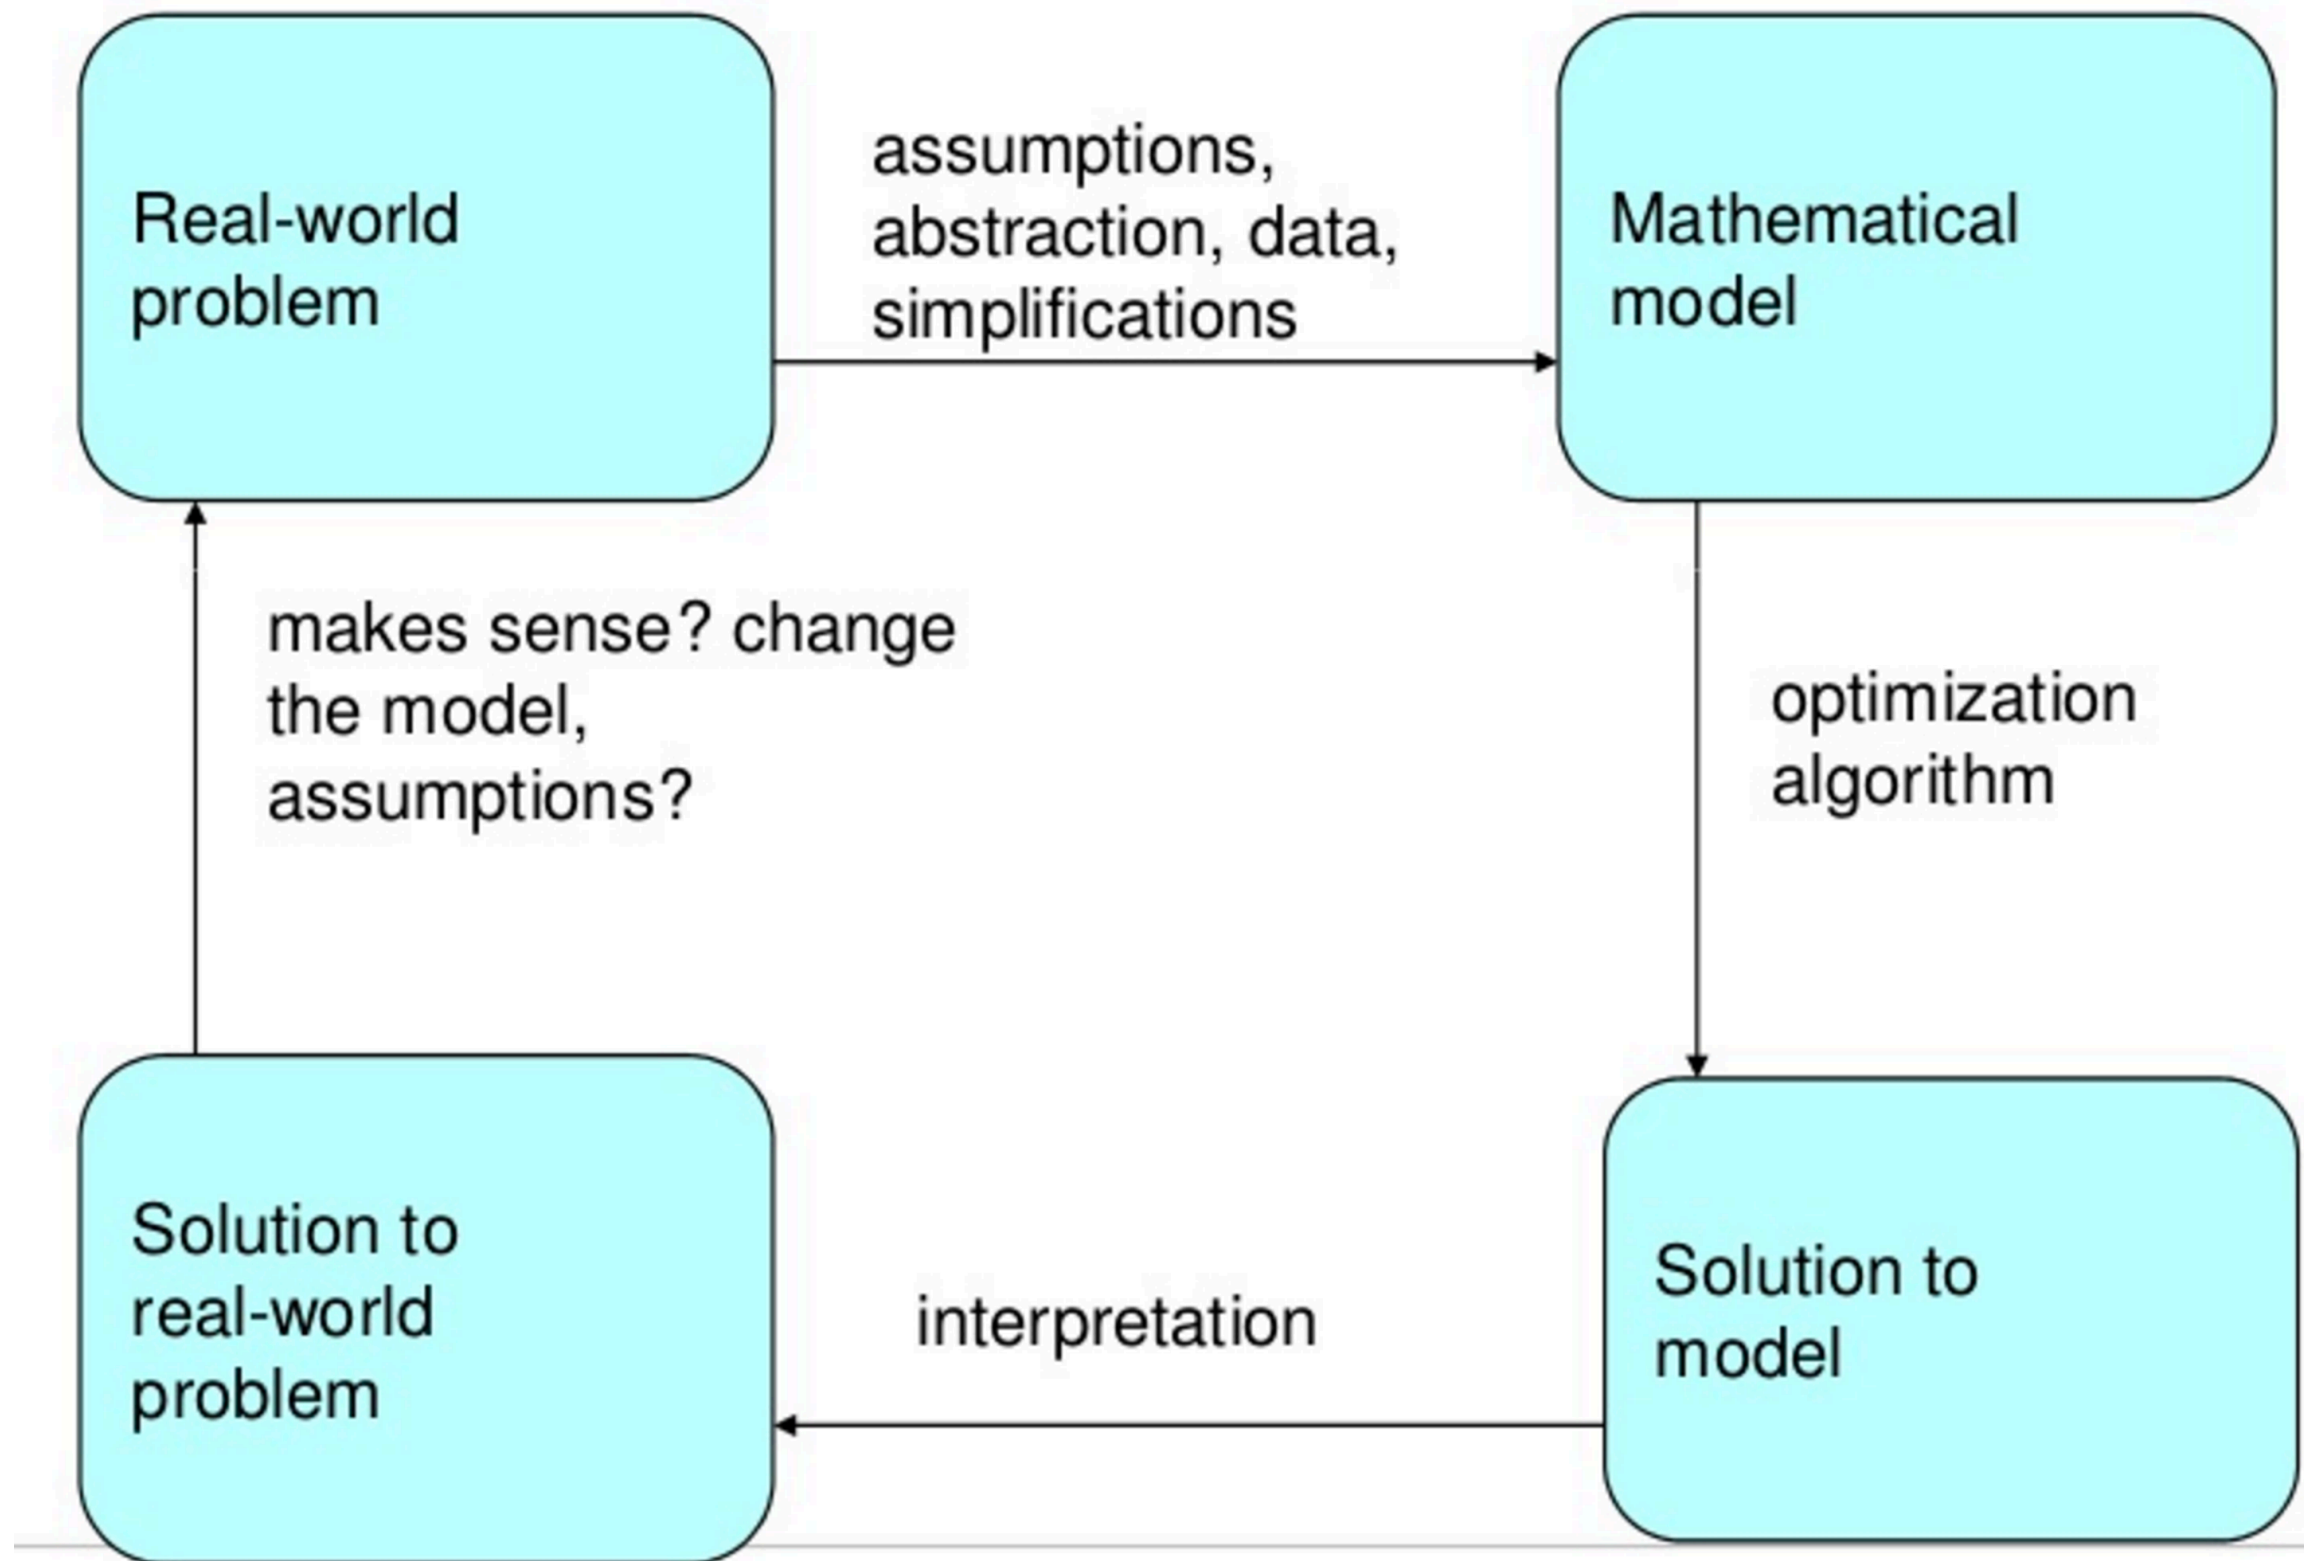 Real-world
problem
assumptions,
abstraction, data,
simplifications
Mathematical
model
makes sense? change
the model,
assumptions?
optimization
algorithm
Solution to
real-world
problem
interpretation
Solution to
model